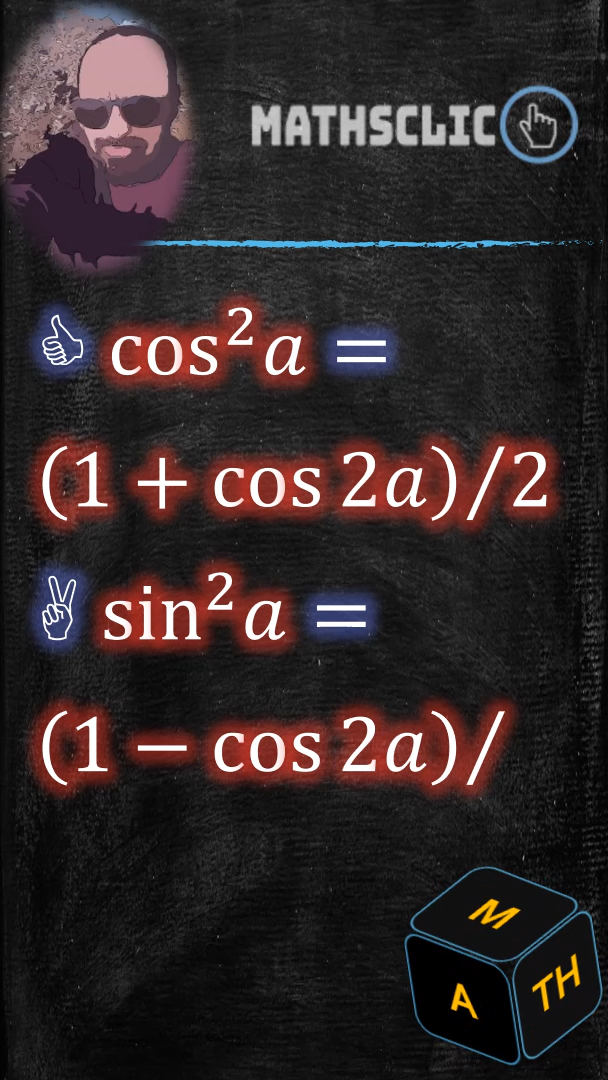 MATHSCLIC
👍 cos²a =
(1 + cos 2a)/2
✌ sin²a =
(1 − cos 2a)/
M
A TH